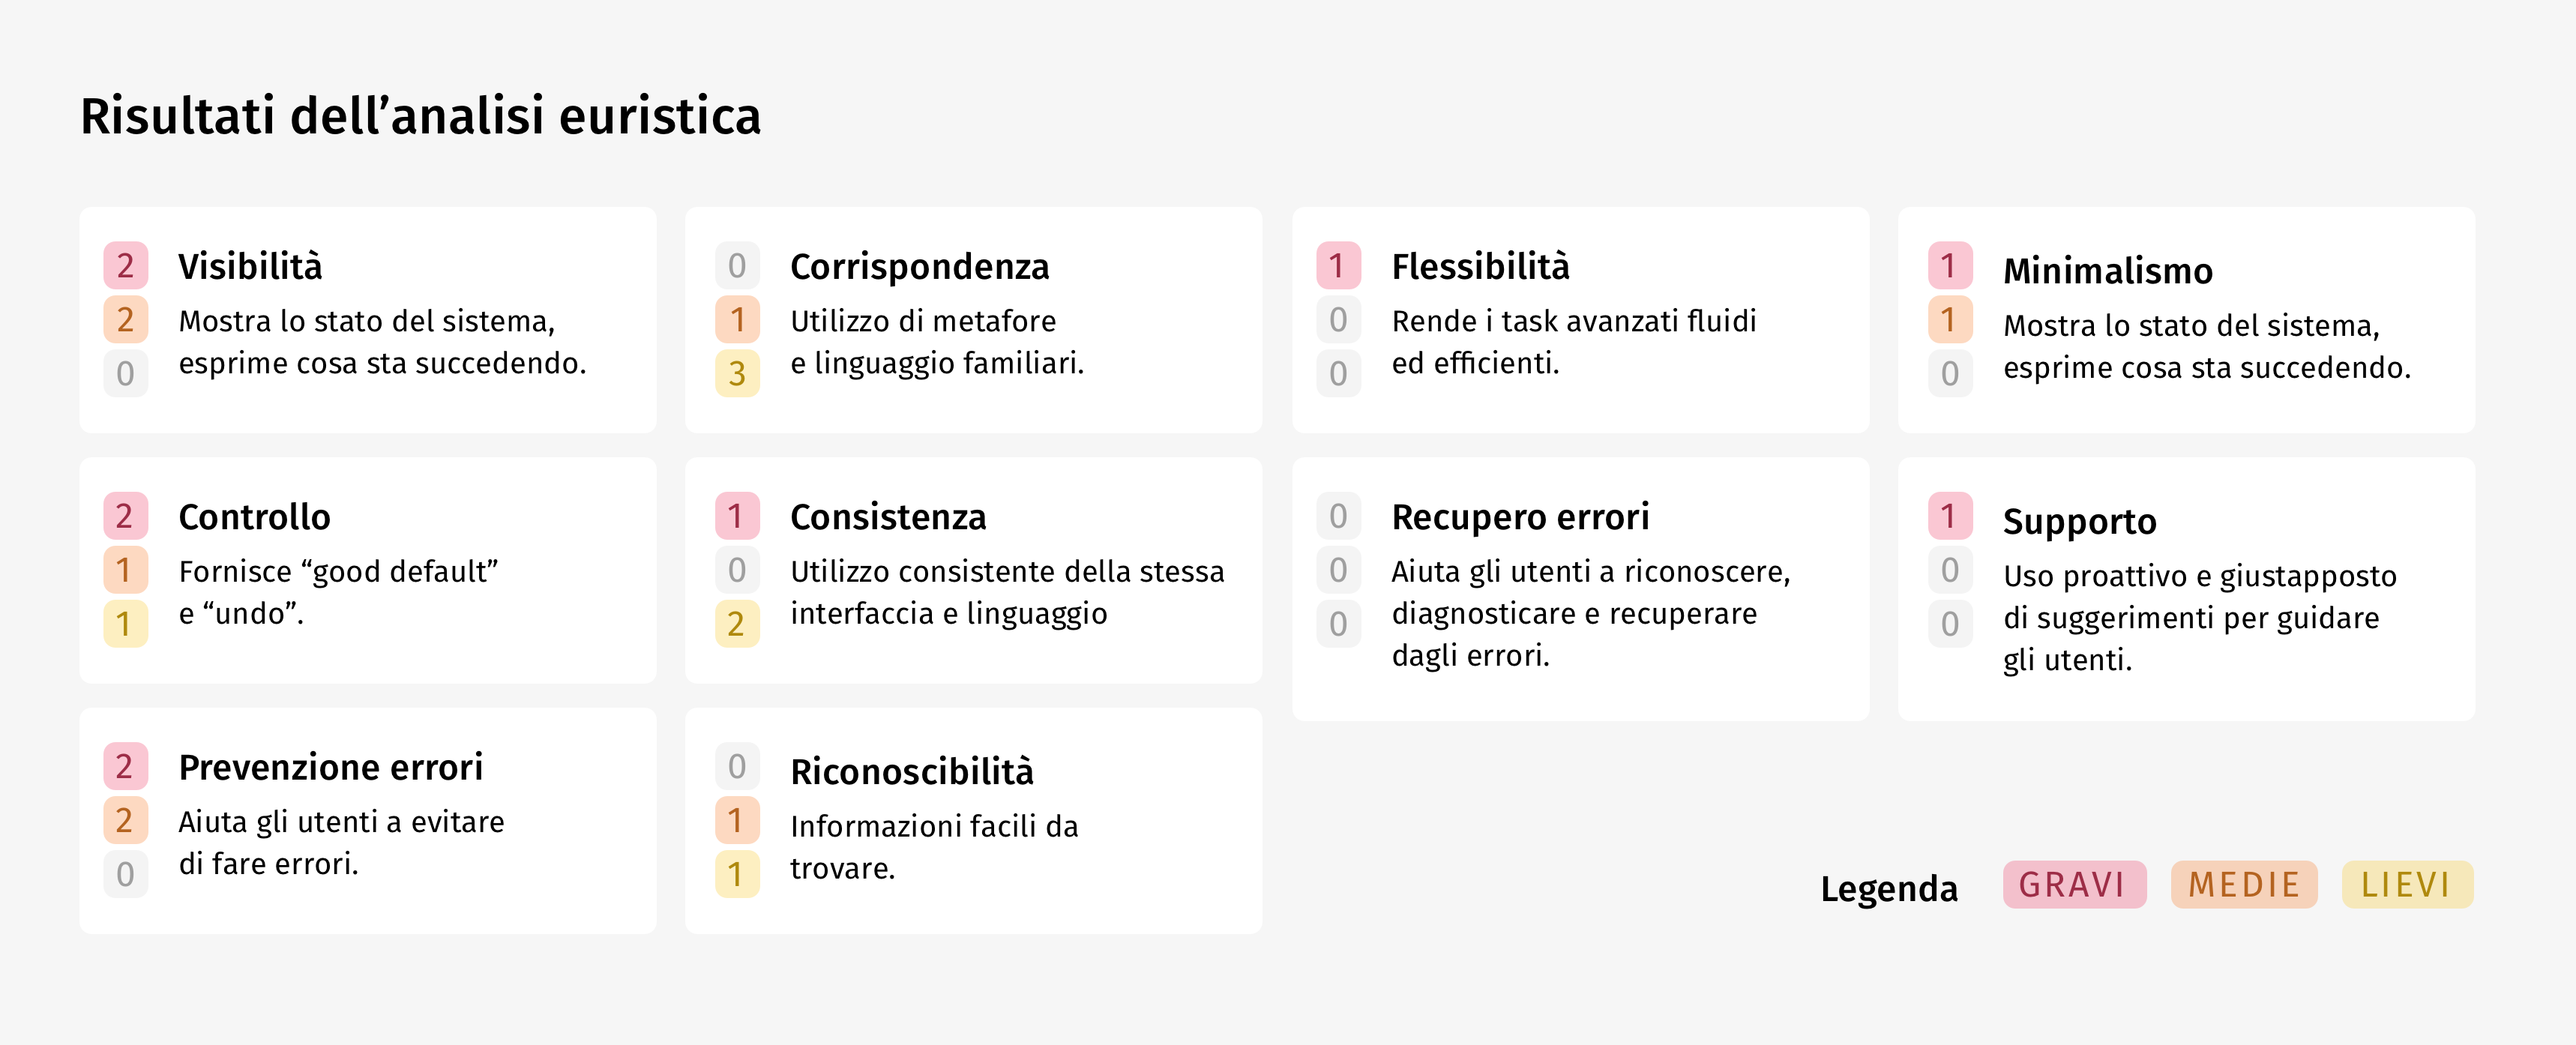 Risultati dell’analisi euristica
2
2
0
Visibilità
Mostra lo stato del sistema,
esprime cosa sta succedendo.
0
1
3
Corrispondenza
Utilizzo di metafore
e linguaggio familiari.
1
0
0
Flessibilità
Rende i task avanzati fluidi
ed efficienti.
1
1
0
Minimalismo
Mostra lo stato del sistema,
esprime cosa sta succedendo.
2
1
1
Controllo
Fornisce “good default”
e “undo”.
1
0
2
Consistenza
Utilizzo consistente della stessa
interfaccia e linguaggio
0
0
0
Recupero errori
Aiuta gli utenti a riconoscere,
diagnosticare e recuperare
dagli errori.
1
0
0
Supporto
Uso proattivo e giustapposto
di suggerimenti per guidare
gli utenti.
2
2
0
Prevenzione errori
Aiuta gli utenti a evitare
di fare errori.
0
1
1
Riconoscibilità
Informazioni facili da
trovare.
Legenda GRAVI MEDIE LIEVI